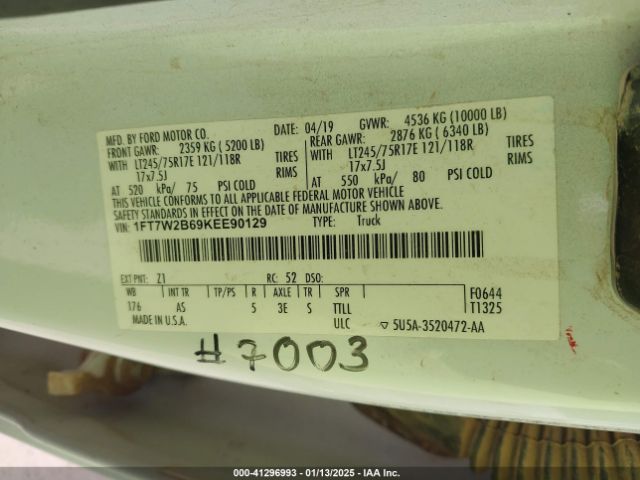 MFD. BY FORD MOTOR CO.
DATE: 04/19 GVWR: 4536 KG (10000 LB)
FRONT GAWR: 2359 KG (5200 LB)
REAR GAWR: 2876 KG (6340 LB)
WITH LT245/75R17E 121/118R TIRES
17x7.5J RIMS
WITH LT245/75R17E 121/118R TIRES
17x7.5J RIMS
AT 520 kPa/ 75 PSI COLD
AT 550 kPa/ 80 PSI COLD
THIS VEHICLE CONFORMS TO ALL APPLICABLE FEDERAL MOTOR VEHICLE
SAFETY STANDARDS IN EFFECT ON THE DATE OF MANUFACTURE SHOWN ABOVE.
VIN: 1FT7W2B69KEE90129 TYPE: Truck
EXT PNT: Z1 RC: 52 DSO:
WB INT TR TP/PS R AXLE TR SPR F0644
176 AS 5 3E S TTLL T1325
MADE IN U.S.A. ULC ▽ 5U5A-3520472-AA
#7003
000-41296993 — 01/13/2025 — IAA Inc.